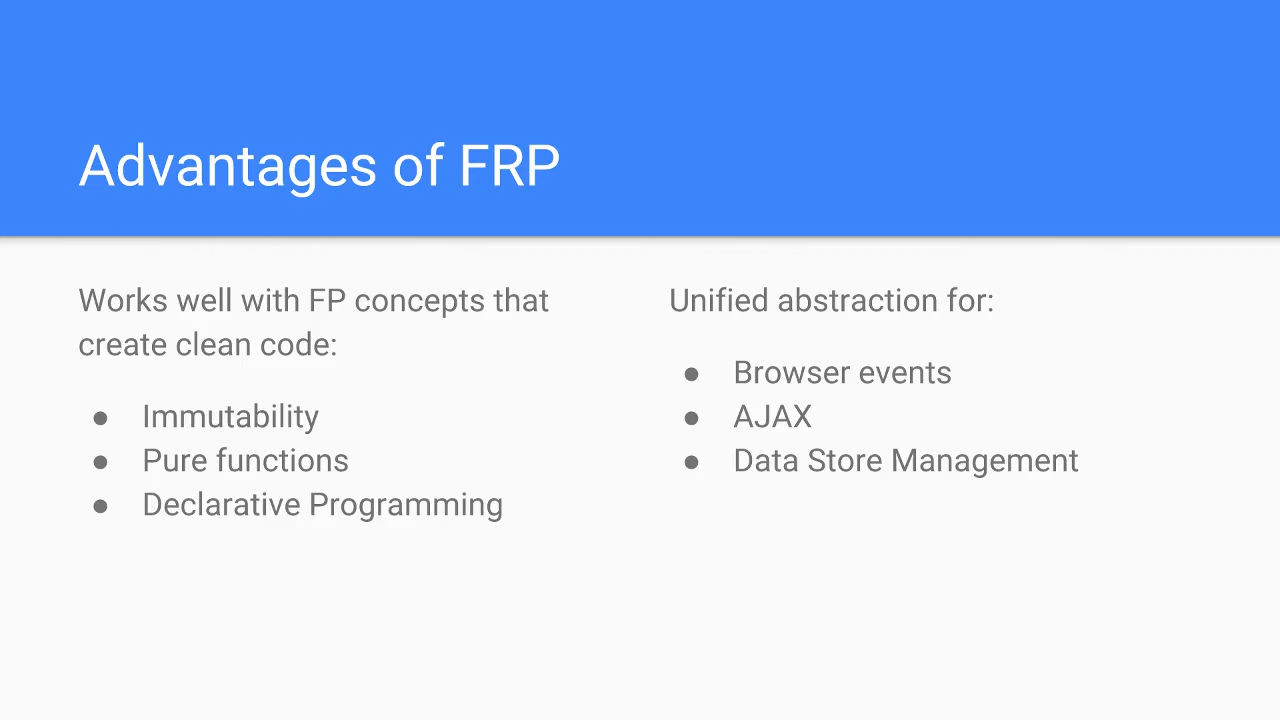 Advantages of FRP
Works well with FP concepts that
create clean code:
● Immutability
● Pure functions
● Declarative Programming
Unified abstraction for:
● Browser events
● AJAX
● Data Store Management